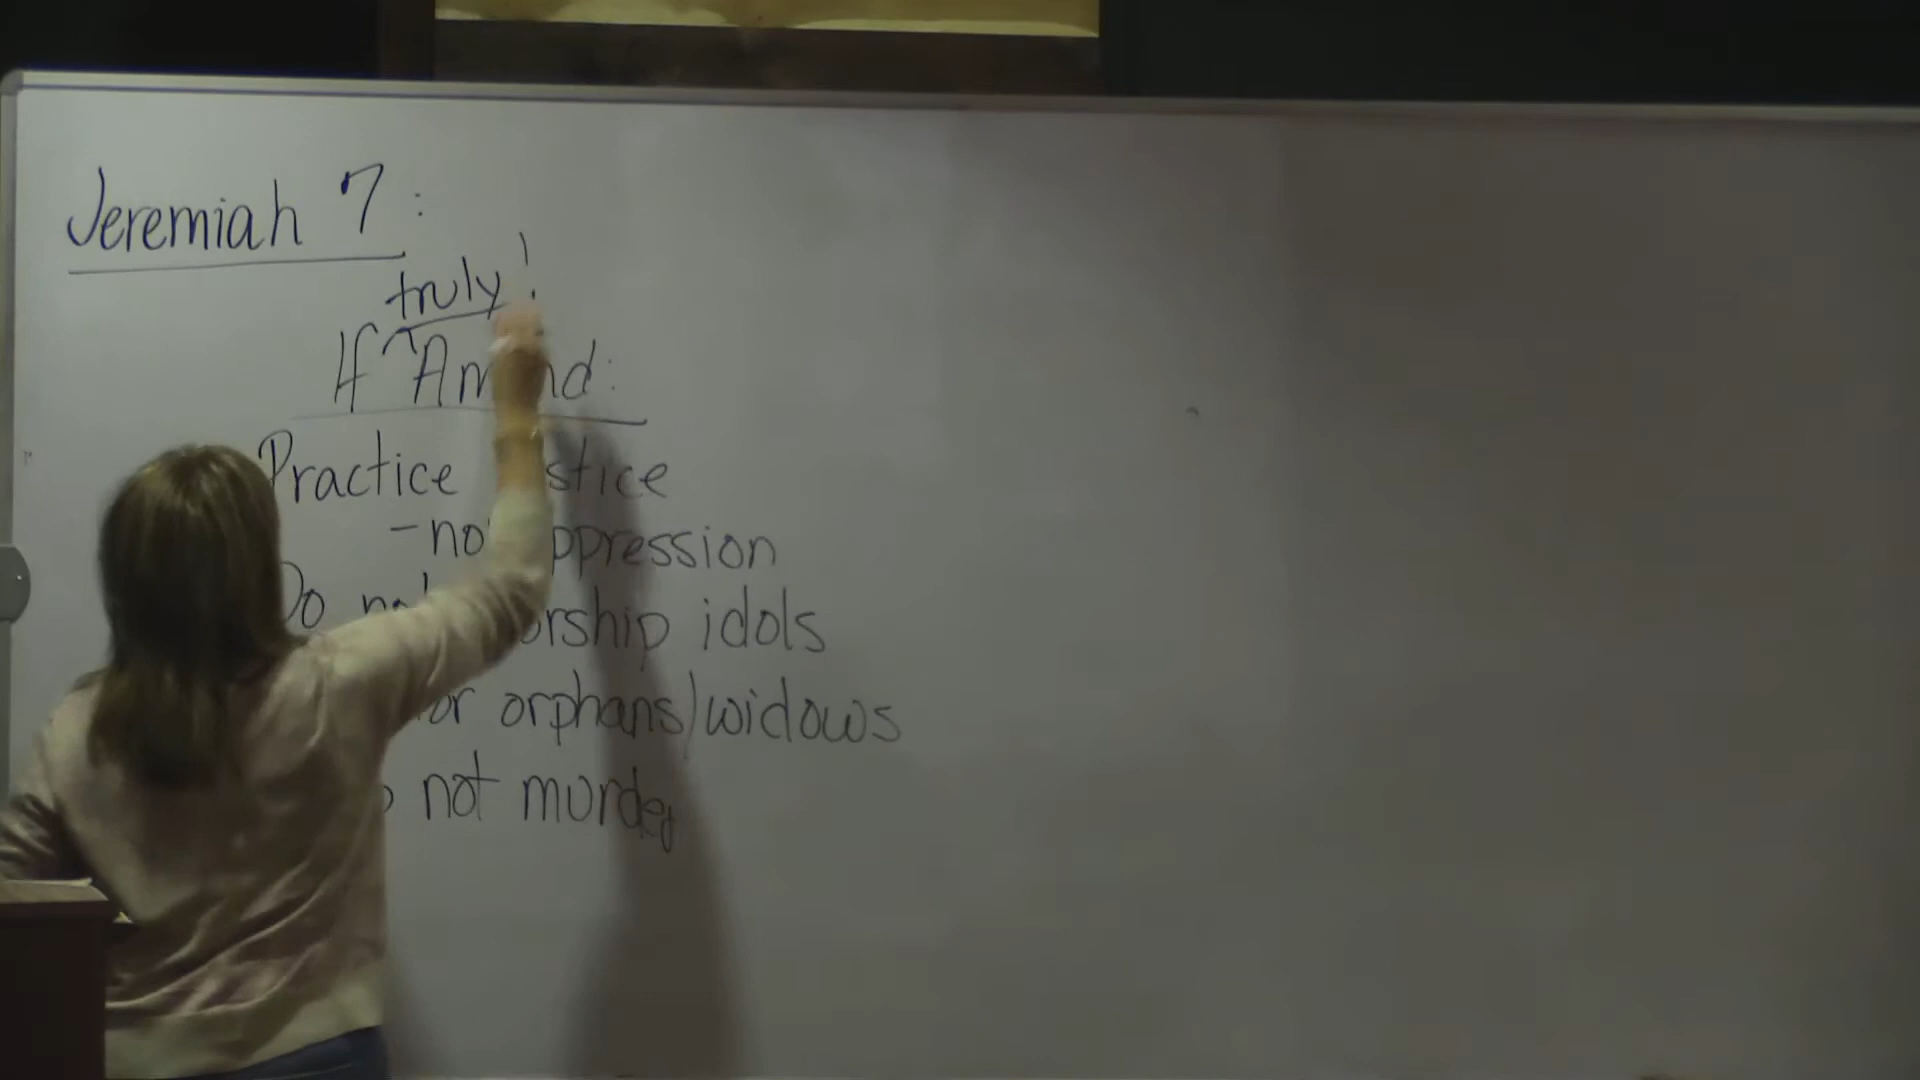 Jeremiah 7:
truly!
If ^ Amend:
Practice justice
- no oppression
Do not worship idols
for orphans/widows
not murder